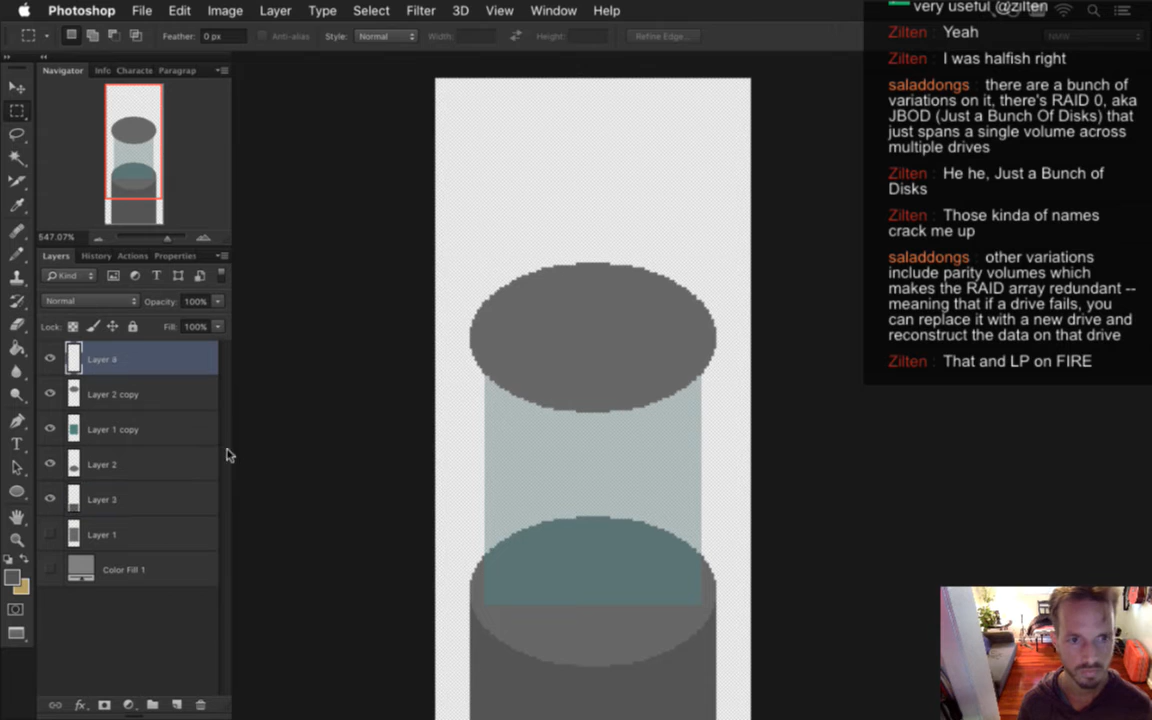 Photoshop File Edit Image Layer Type Select Filter 3D View Window Help
Feather: 0 px Anti-alias Style: Normal Width: Height: Refine Edge...
Navigator Info Characte Paragrap
547.07%
Layers History Actions Properties
Kind
Normal Opacity: 100%
Lock: Fill: 100%
Layer 2 copy
Layer 1 copy
Layer 2
Layer 3
Layer 1
Color Fill 1
very useful @zilten
Zilten : Yeah
Zilten : I was halfish right
saladdongs : there are a bunch of
variations on it, there's RAID 0, aka
JBOD (Just a Bunch Of Disks) that
just spans a single volume across
multiple drives
Zilten : He he, Just a Bunch of
Disks
Zilten : Those kinda of names
crack me up
saladdongs : other variations
include parity volumes which
makes the RAID array redundant --
meaning that if a drive fails, you
can replace it with a new drive and
reconstruct the data on that drive
Zilten : That and LP on FIRE